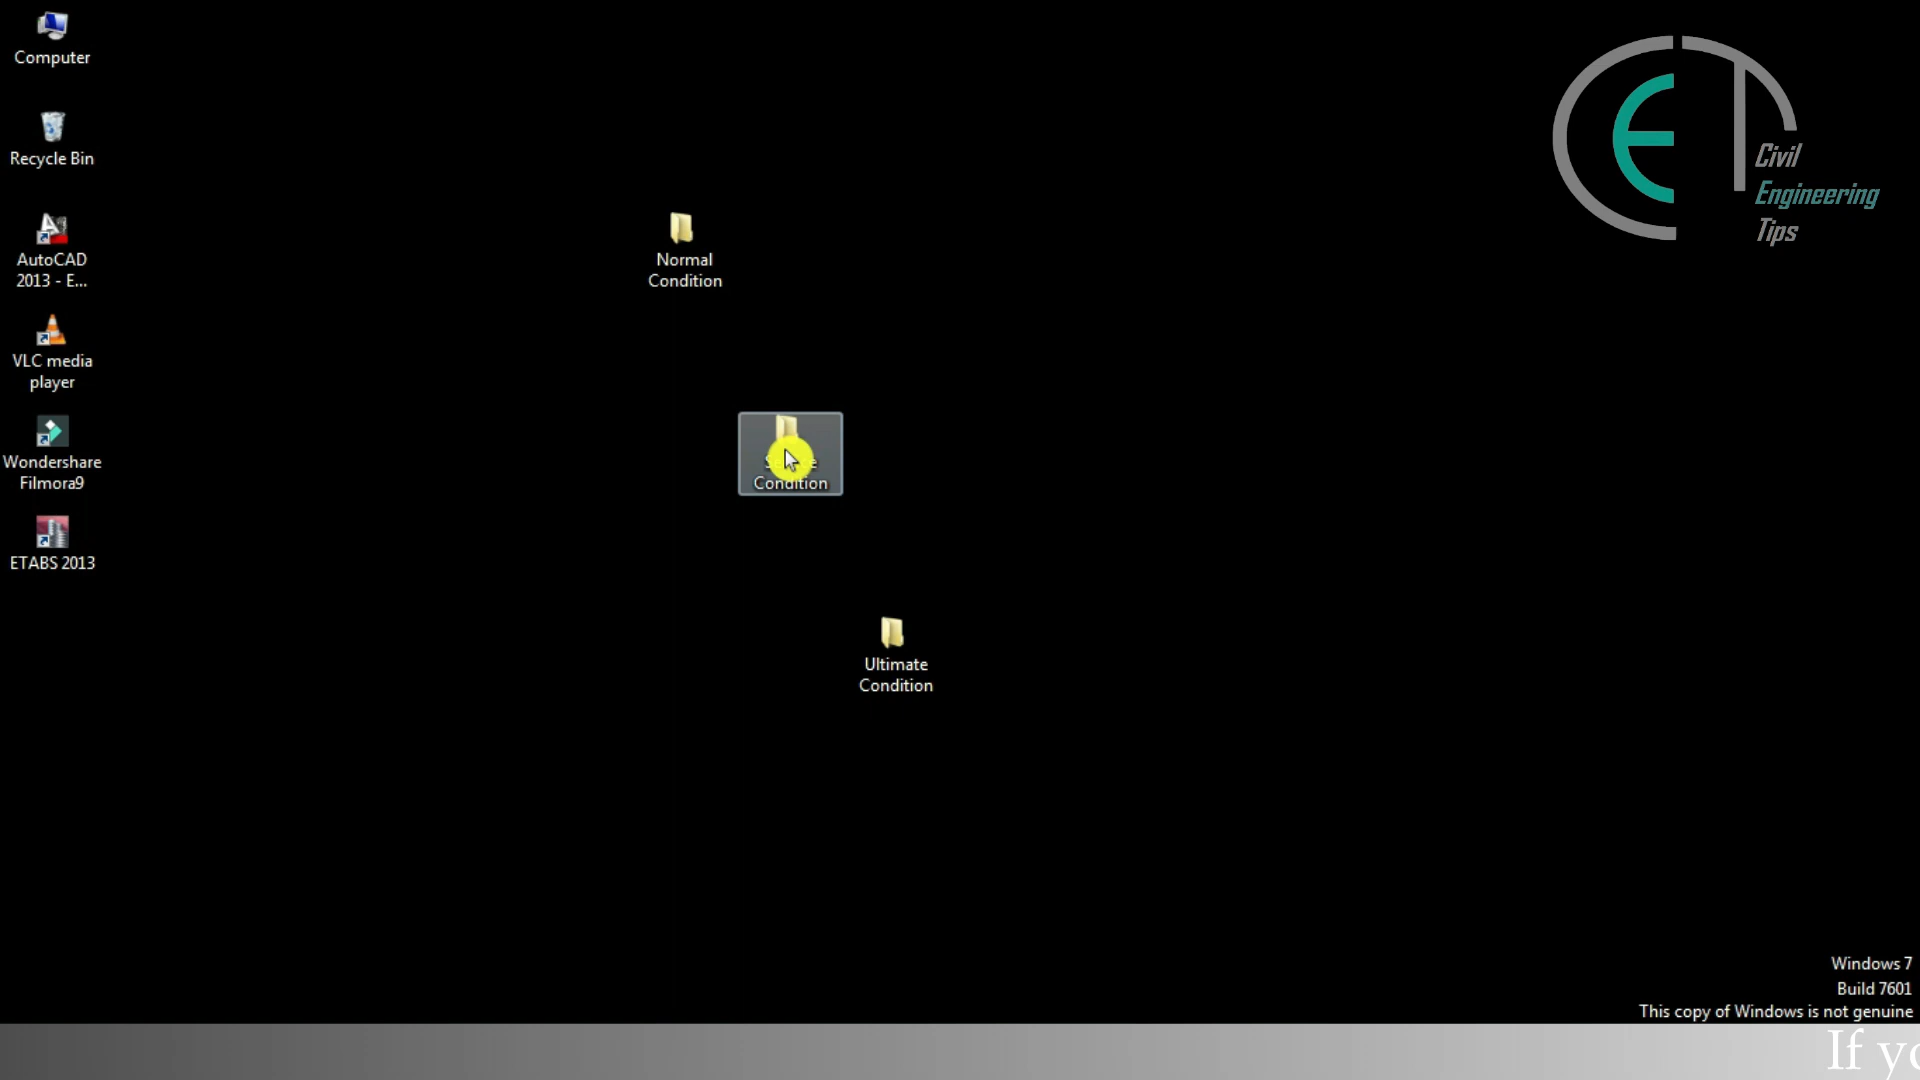 Computer
Recycle Bin
AutoCAD
2013 - E...
VLC media
player
Wondershare
Filmora9
ETABS 2013
Normal
Condition
Condition
Ultimate
Condition
Civil
Engineering
Tips
Windows 7
Build 7601
This copy of Windows is not genuine
If